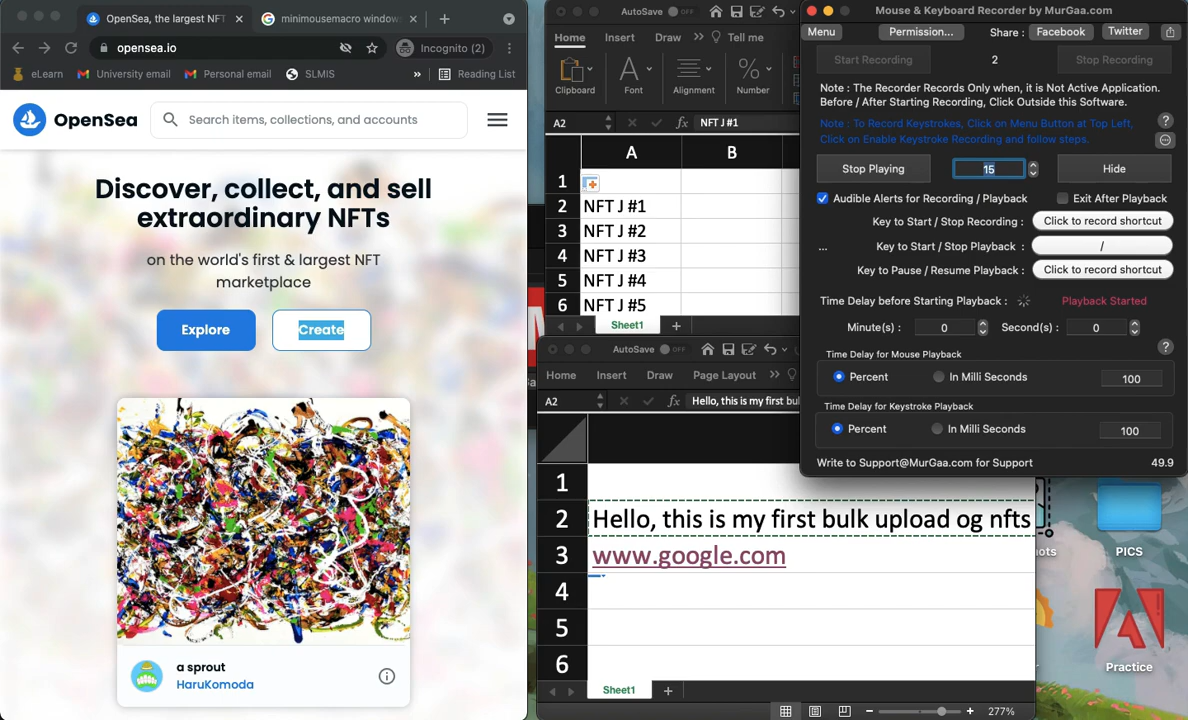 OpenSea, the largest NFT
minimousemacro window
opensea.io
Incognito (2)
eLearn
University email
Personal email
SLMIS
»
Reading List
OpenSea
Search items, collections, and accounts
Discover, collect, and sell
extraordinary NFTs
on the world's first & largest NFT
marketplace
Explore
Create
a sprout
HaruKomoda
AutoSave
OFF
Home
Insert
Draw
»
Tell me
Clipboard
Font
Alignment
Number
A2
fx
NFT J #1
A
B
1
2
NFT J #1
3
NFT J #2
4
NFT J #3
5
NFT J #4
6
NFT J #5
Sheet1
AutoSave
OFF
Home
Insert
Draw
Page Layout
»
A2
fx
Hello, this is my first bulk
1
2
Hello, this is my first bulk upload og nfts
3
www.google.com
4
5
6
Sheet1
277%
Mouse & Keyboard Recorder by MurGaa.com
Menu
Permission...
Share :
Facebook
Twitter
Start Recording
2
Stop Recording
Note : The Recorder Records Only when, it is Not Active Application.
Before / After Starting Recording, Click Outside this Software.
Note : To Record Keystrokes, Click on Menu Button at Top Left,
Click on Enable Keystroke Recording and follow steps.
?
Stop Playing
15
Hide
Audible Alerts for Recording / Playback
Exit After Playback
Key to Start / Stop Recording :
Click to record shortcut
...
Key to Start / Stop Playback :
/
Key to Pause / Resume Playback :
Click to record shortcut
Time Delay before Starting Playback :
Playback Started
Minute(s) :
0
Second(s) :
0
?
Time Delay for Mouse Playback
Percent
In Milli Seconds
100
Time Delay for Keystroke Playback
Percent
In Milli Seconds
100
Write to Support@MurGaa.com for Support
49.9
PICS
Practice